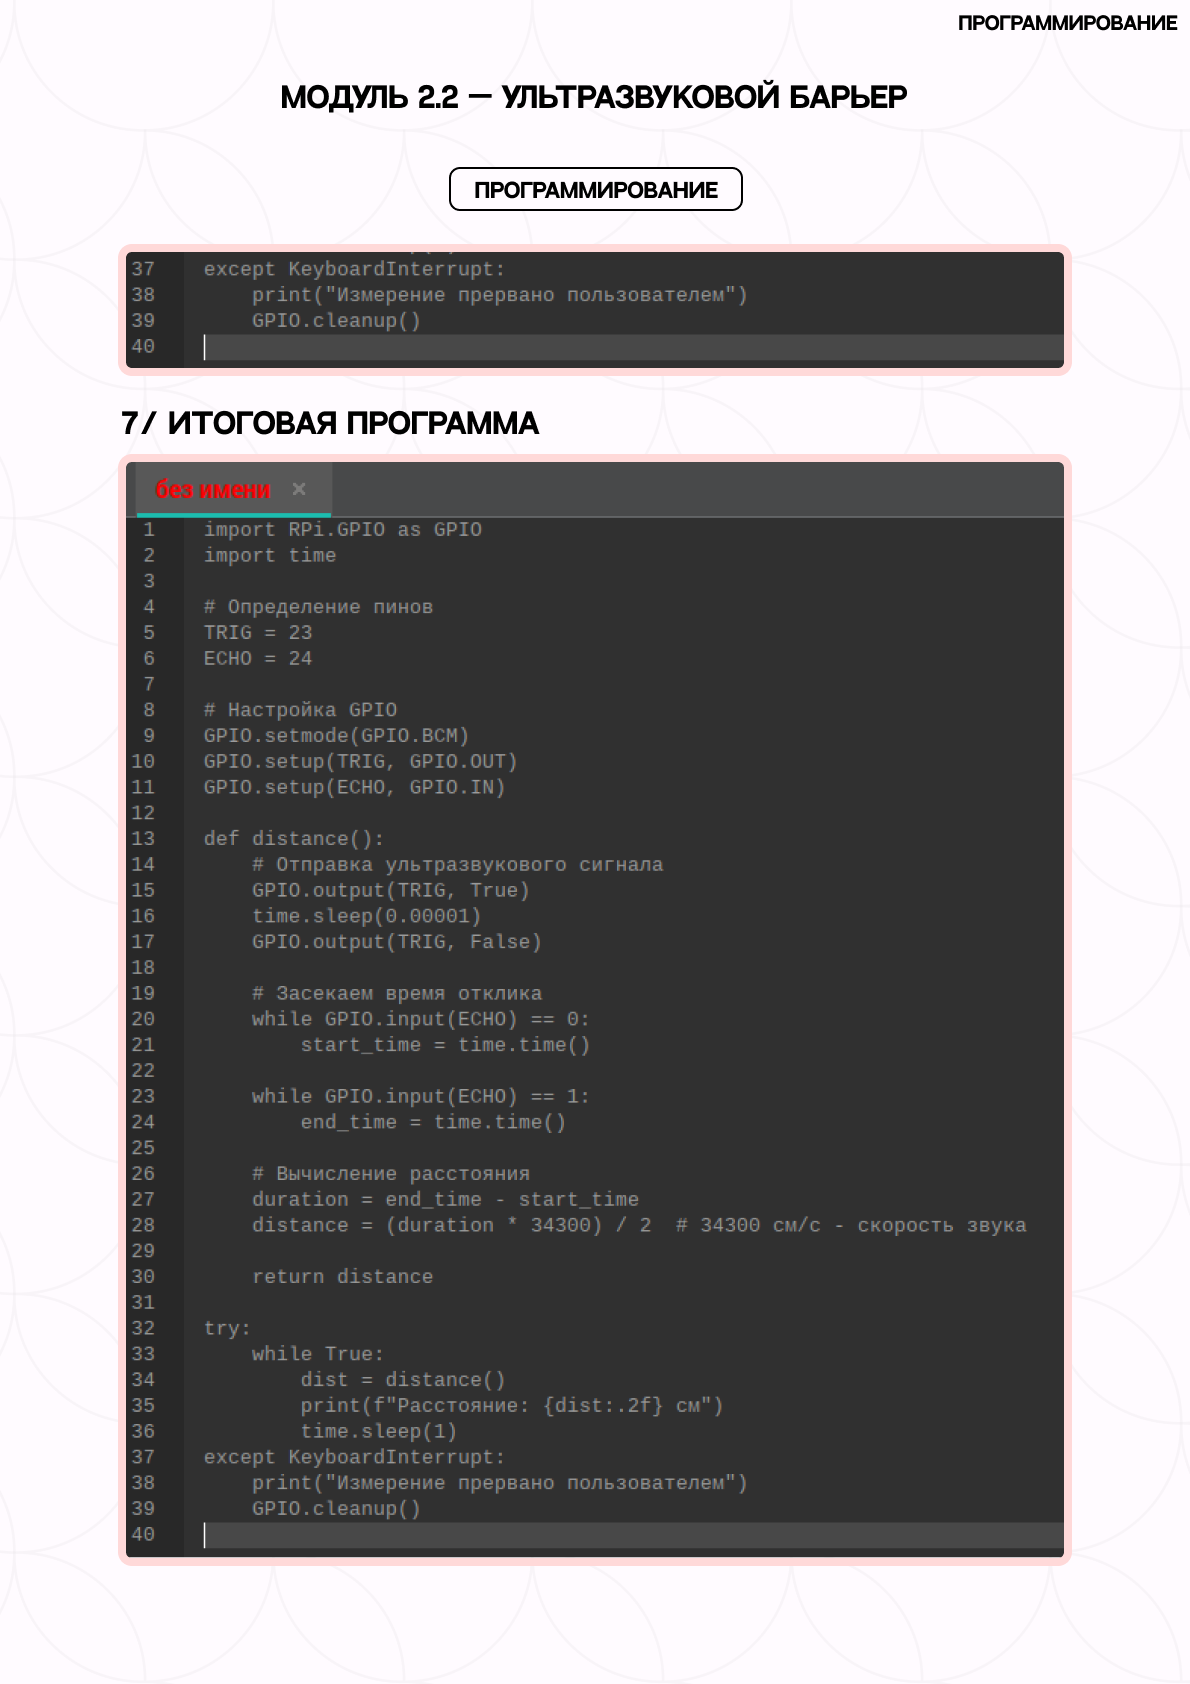 ПРОГРАММИРОВАНИЕ
МОДУЛЬ 2.2 — УЛЬТРАЗВУКОВОЙ БАРЬЕР
ПРОГРАММИРОВАНИЕ
37 except KeyboardInterrupt:
38     print("Измерение прервано пользователем")
39     GPIO.cleanup()
40
7/ ИТОГОВАЯ ПРОГРАММА
без имени ×
1 import RPi.GPIO as GPIO
2 import time
3
4 # Определение пинов
5 TRIG = 23
6 ECHO = 24
7
8 # Настройка GPIO
9 GPIO.setmode(GPIO.BCM)
10 GPIO.setup(TRIG, GPIO.OUT)
11 GPIO.setup(ECHO, GPIO.IN)
12
13 def distance():
14     # Отправка ультразвукового сигнала
15     GPIO.output(TRIG, True)
16     time.sleep(0.00001)
17     GPIO.output(TRIG, False)
18
19     # Засекаем время отклика
20     while GPIO.input(ECHO) == 0:
21         start_time = time.time()
22
23     while GPIO.input(ECHO) == 1:
24         end_time = time.time()
25
26     # Вычисление расстояния
27     duration = end_time - start_time
28     distance = (duration * 34300) / 2  # 34300 см/с - скорость звука
29
30     return distance
31
32 try:
33     while True:
34         dist = distance()
35         print(f"Расстояние: {dist:.2f} см")
36         time.sleep(1)
37 except KeyboardInterrupt:
38     print("Измерение прервано пользователем")
39     GPIO.cleanup()
40